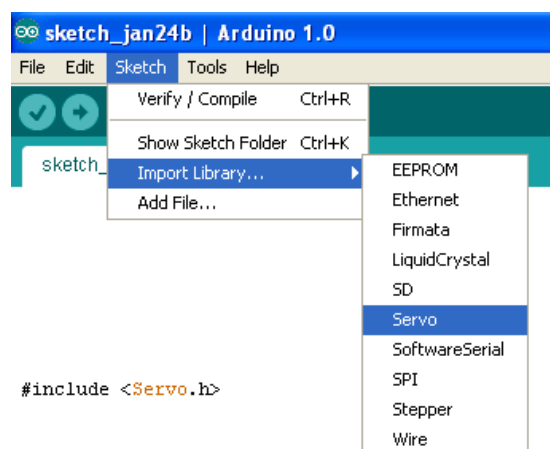 sketch_jan24b | Arduino 1.0
File Edit Sketch Tools Help
Verify / Compile Ctrl+R
Show Sketch Folder Ctrl+K
sketch_
Import Library...
Add File...
EEPROM
Ethernet
Firmata
LiquidCrystal
SD
Servo
SoftwareSerial
SPI
Stepper
Wire
#include <Servo.h>